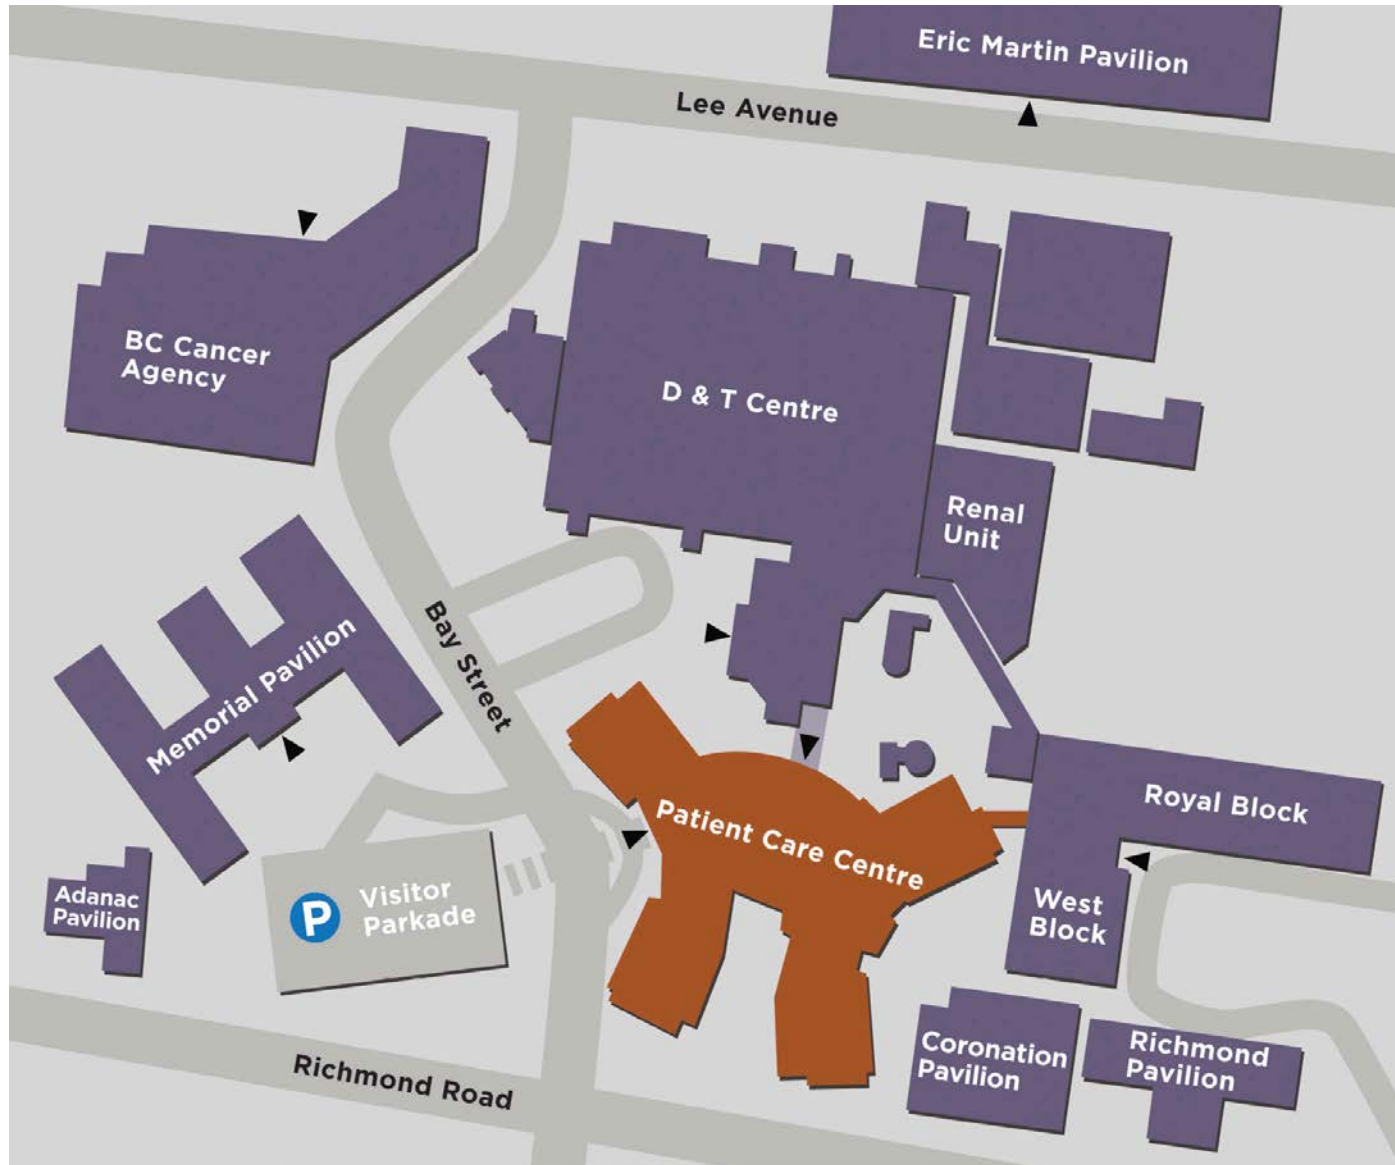 Eric Martin Pavilion
Lee Avenue
BC Cancer
Agency
D & T Centre
Renal
Unit
Bay Street
Memorial Pavilion
Royal Block
Patient Care Centre
Adanac
Pavilion
P
Visitor
Parkade
West
Block
Coronation
Pavilion
Richmond
Pavilion
Richmond Road